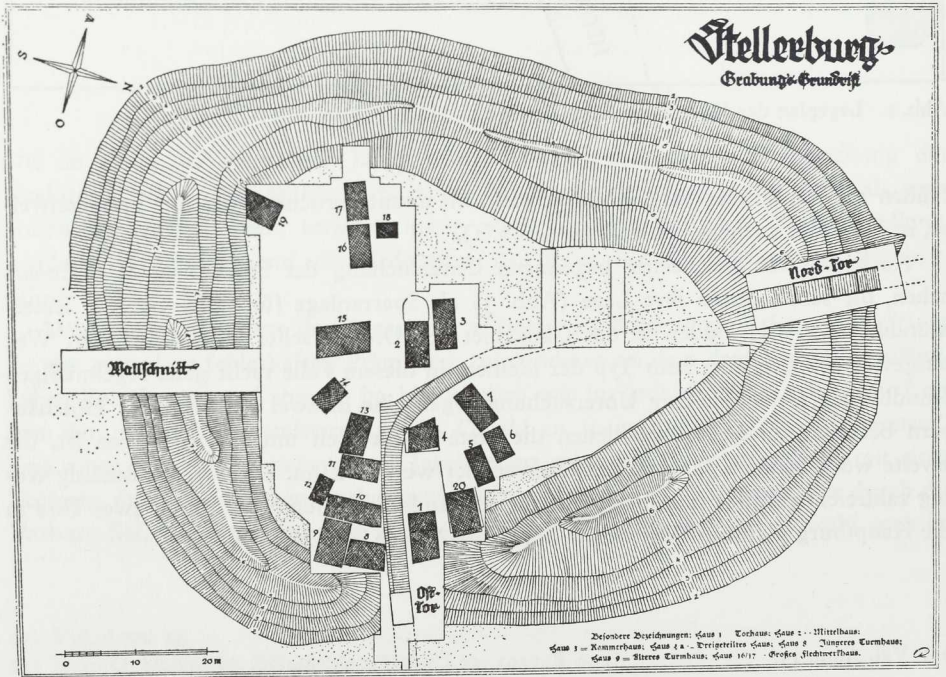 Stellerburg
Grabungs-Grundriß
S
W
N
O
Nord-Tor
Wallschnitt
Ost-
Tor
19
17
18
16
15
2
3
14
13
4
7
6
5
11
12
10
20
9
8
1
0
10
20 m
Besondere Bezeichnungen: Haus 1 Torhaus; Haus 2 -- Mittelhaus;
Haus 3 = Kammerhaus; Haus 4 a -- Dreigeteiltes Haus; Haus 8 Jüngeres Turmhaus;
Haus 9 = Älteres Turmhaus; Haus 16/17 - Großes Flechtwerkhaus.